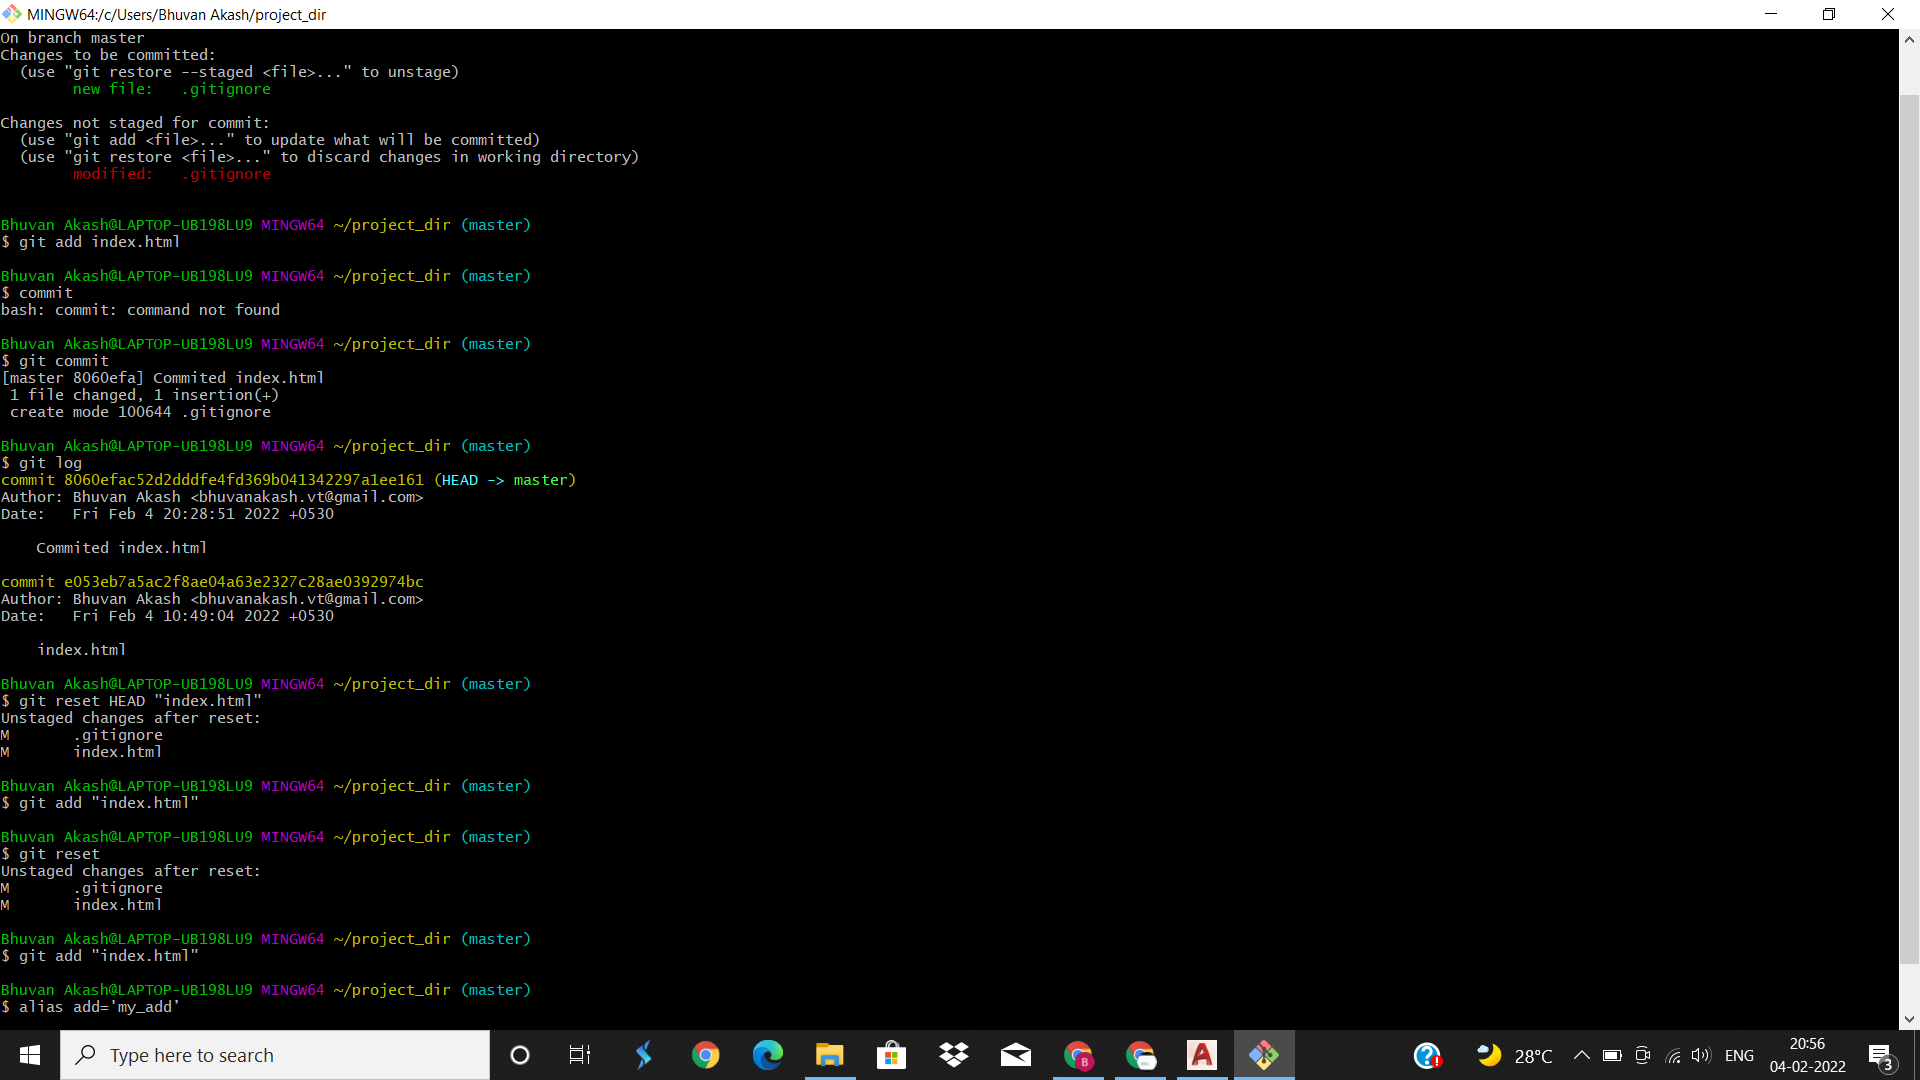 MINGW64:/c/Users/Bhuvan Akash/project_dir
On branch master
Changes to be committed:
  (use "git restore --staged <file>..." to unstage)
        new file:   .gitignore

Changes not staged for commit:
  (use "git add <file>..." to update what will be committed)
  (use "git restore <file>..." to discard changes in working directory)
        modified:   .gitignore

Bhuvan Akash@LAPTOP-UB198LU9 MINGW64 ~/project_dir (master)
$ git add index.html

Bhuvan Akash@LAPTOP-UB198LU9 MINGW64 ~/project_dir (master)
$ commit
bash: commit: command not found

Bhuvan Akash@LAPTOP-UB198LU9 MINGW64 ~/project_dir (master)
$ git commit
[master 8060efa] Commited index.html
 1 file changed, 1 insertion(+)
 create mode 100644 .gitignore

Bhuvan Akash@LAPTOP-UB198LU9 MINGW64 ~/project_dir (master)
$ git log
commit 8060efac52d2dddfe4fd369b041342297a1ee161 (HEAD -> master)
Author: Bhuvan Akash <bhuvanakash.vt@gmail.com>
Date:   Fri Feb 4 20:28:51 2022 +0530

    Commited index.html

commit e053eb7a5ac2f8ae04a63e2327c28ae0392974bc
Author: Bhuvan Akash <bhuvanakash.vt@gmail.com>
Date:   Fri Feb 4 10:49:04 2022 +0530

    index.html

Bhuvan Akash@LAPTOP-UB198LU9 MINGW64 ~/project_dir (master)
$ git reset HEAD "index.html"
Unstaged changes after reset:
M       .gitignore
M       index.html

Bhuvan Akash@LAPTOP-UB198LU9 MINGW64 ~/project_dir (master)
$ git add "index.html"

Bhuvan Akash@LAPTOP-UB198LU9 MINGW64 ~/project_dir (master)
$ git reset
Unstaged changes after reset:
M       .gitignore
M       index.html

Bhuvan Akash@LAPTOP-UB198LU9 MINGW64 ~/project_dir (master)
$ git add "index.html"

Bhuvan Akash@LAPTOP-UB198LU9 MINGW64 ~/project_dir (master)
$ alias add='my_add’
Type here to search
28°C
ENG
20:56
04-02-2022
3